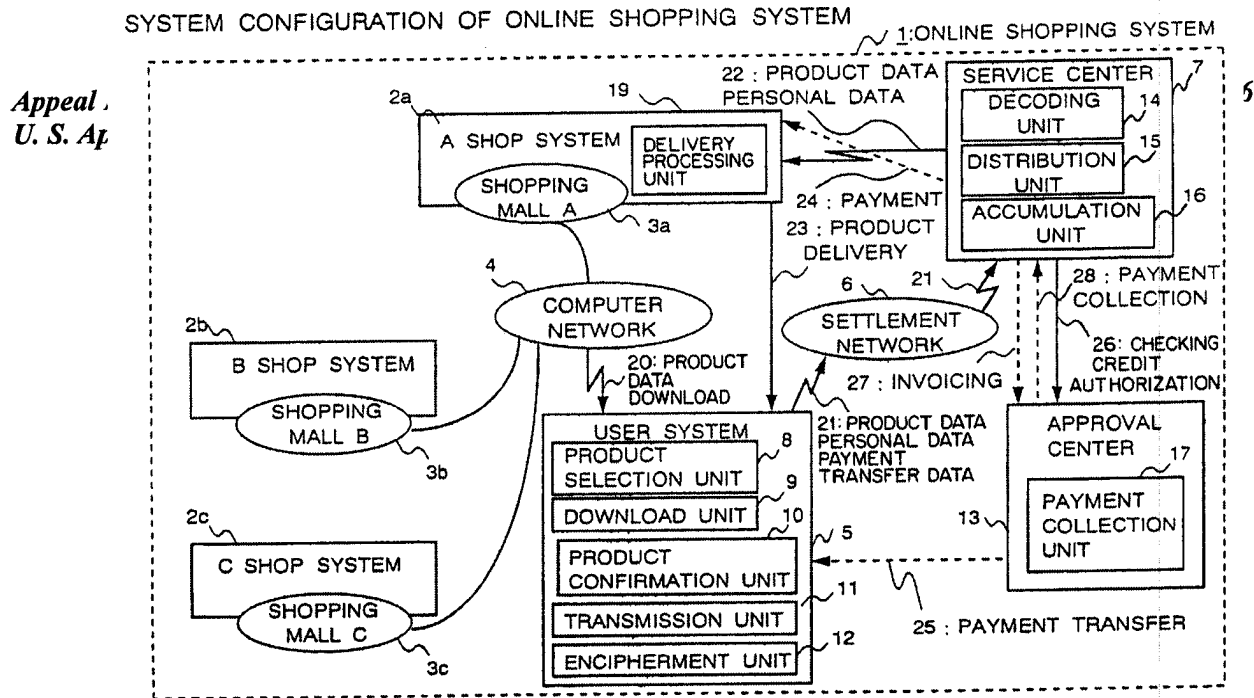 SYSTEM CONFIGURATION OF ONLINE SHOPPING SYSTEM
1:ONLINE SHOPPING SYSTEM
Appeal
U. S. Ap
2a
19
A SHOP SYSTEM
DELIVERY
PROCESSING
UNIT
SHOPPING
MALL A
3a
22 : PRODUCT DATA
PERSONAL DATA
SERVICE CENTER
7
DECODING
UNIT
14
DISTRIBUTION
UNIT
15
ACCUMULATION
UNIT
16
24 : PAYMENT
23 : PRODUCT
DELIVERY
4
COMPUTER
NETWORK
6
SETTLEMENT
NETWORK
21
28 : PAYMENT
COLLECTION
26: CHECKING
CREDIT
AUTHORIZATION
27 : INVOICING
2b
B SHOP SYSTEM
SHOPPING
MALL B
3b
20: PRODUCT
DATA
DOWNLOAD
21: PRODUCT DATA
PERSONAL DATA
PAYMENT
TRANSFER DATA
USER SYSTEM
PRODUCT
SELECTION UNIT
8
DOWNLOAD UNIT
9
PRODUCT
CONFIRMATION UNIT
10
5
TRANSMISSION UNIT
11
ENCIPHERMENT UNIT
12
APPROVAL
CENTER
17
PAYMENT
COLLECTION
UNIT
13
25 : PAYMENT TRANSFER
2c
C SHOP SYSTEM
SHOPPING
MALL C
3c